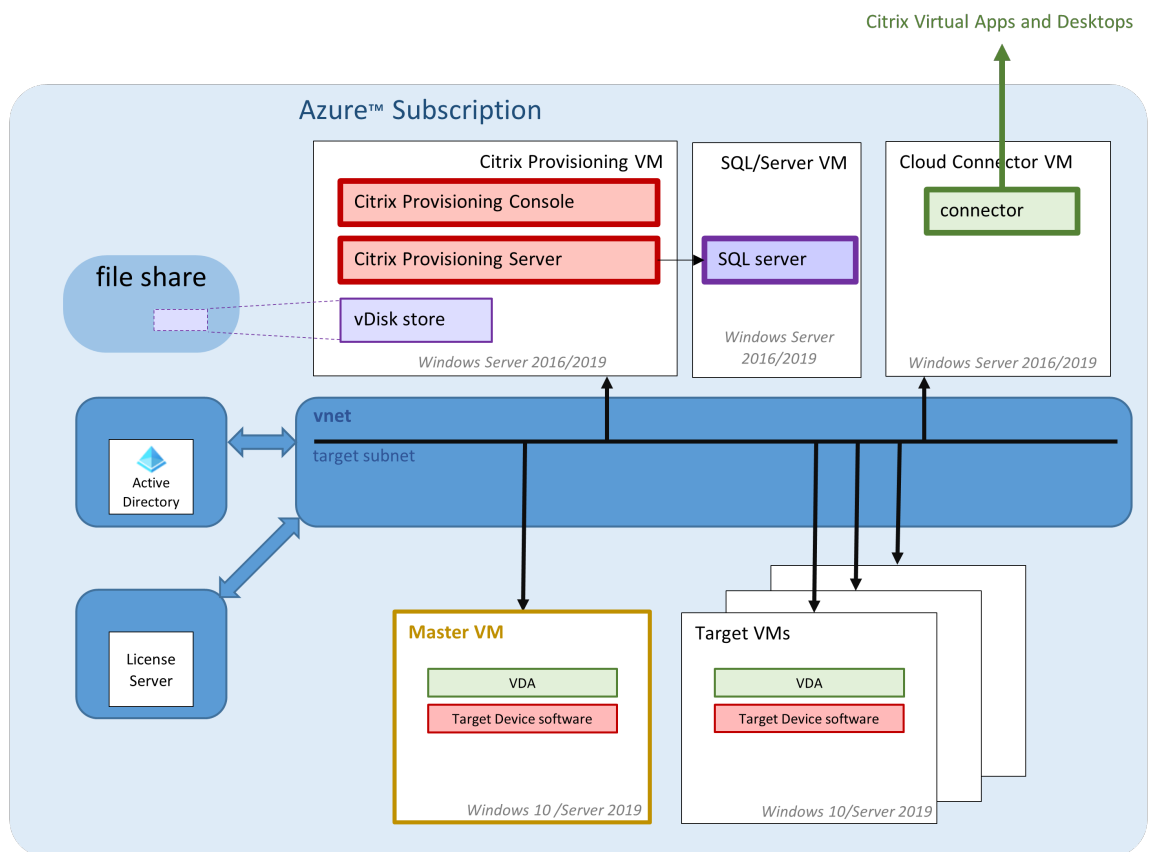 Citrix Virtual Apps and Desktops
Azure™ Subscription
Citrix Provisioning VM
Citrix Provisioning Console
Citrix Provisioning Server
vDisk store
Windows Server 2016/2019
SQL/Server VM
SQL server
Windows Server
2016/2019
Cloud Connector VM
connector
Windows Server 2016/2019
file share
vnet
target subnet
Active
Directory
License
Server
Master VM
VDA
Target Device software
Windows 10 /Server 2019
Target VMs
VDA
Target Device software
Windows 10/Server 2019